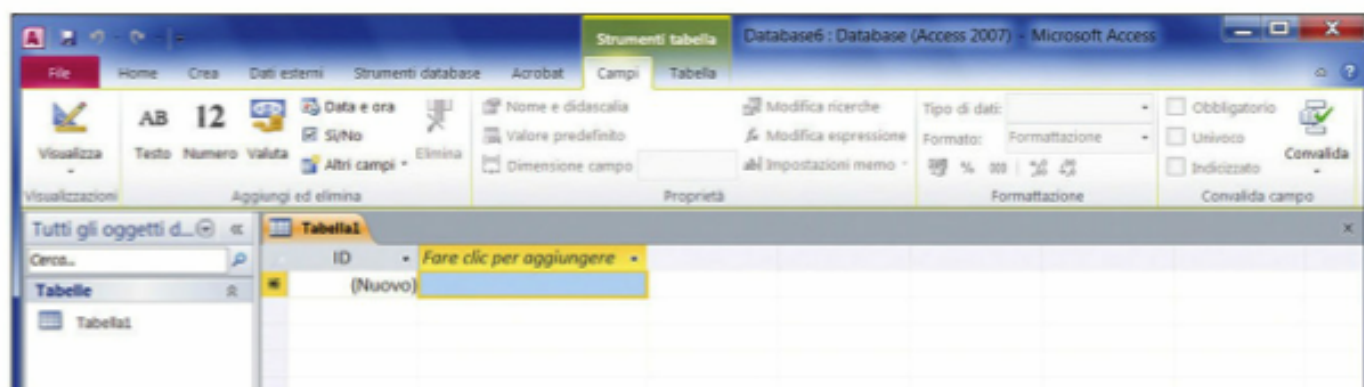 Strumenti tabella Database6 : Database (Access 2007) - Microsoft Access
File Home Crea Dati esterni Strumenti database Acrobat Campi Tabella
AB 12 Data e ora Nome e didascalia Modifica ricerche Tipo di dati: Obbligatorio
Sì/No Valore predefinito fx Modifica espressione Formato: Formattazione Univoco
Visualizza Testo Numero Valuta Altri campi Elimina Dimensione campo ab Impostazioni memo % 000 Indicizzato Convalida
Visualizzazioni Aggiungi ed elimina Proprietà Formattazione Convalida campo
Tutti gli oggetti d... « Tabella1
Cerca... ID Fare clic per aggiungere
Tabelle (Nuovo)
Tabella1